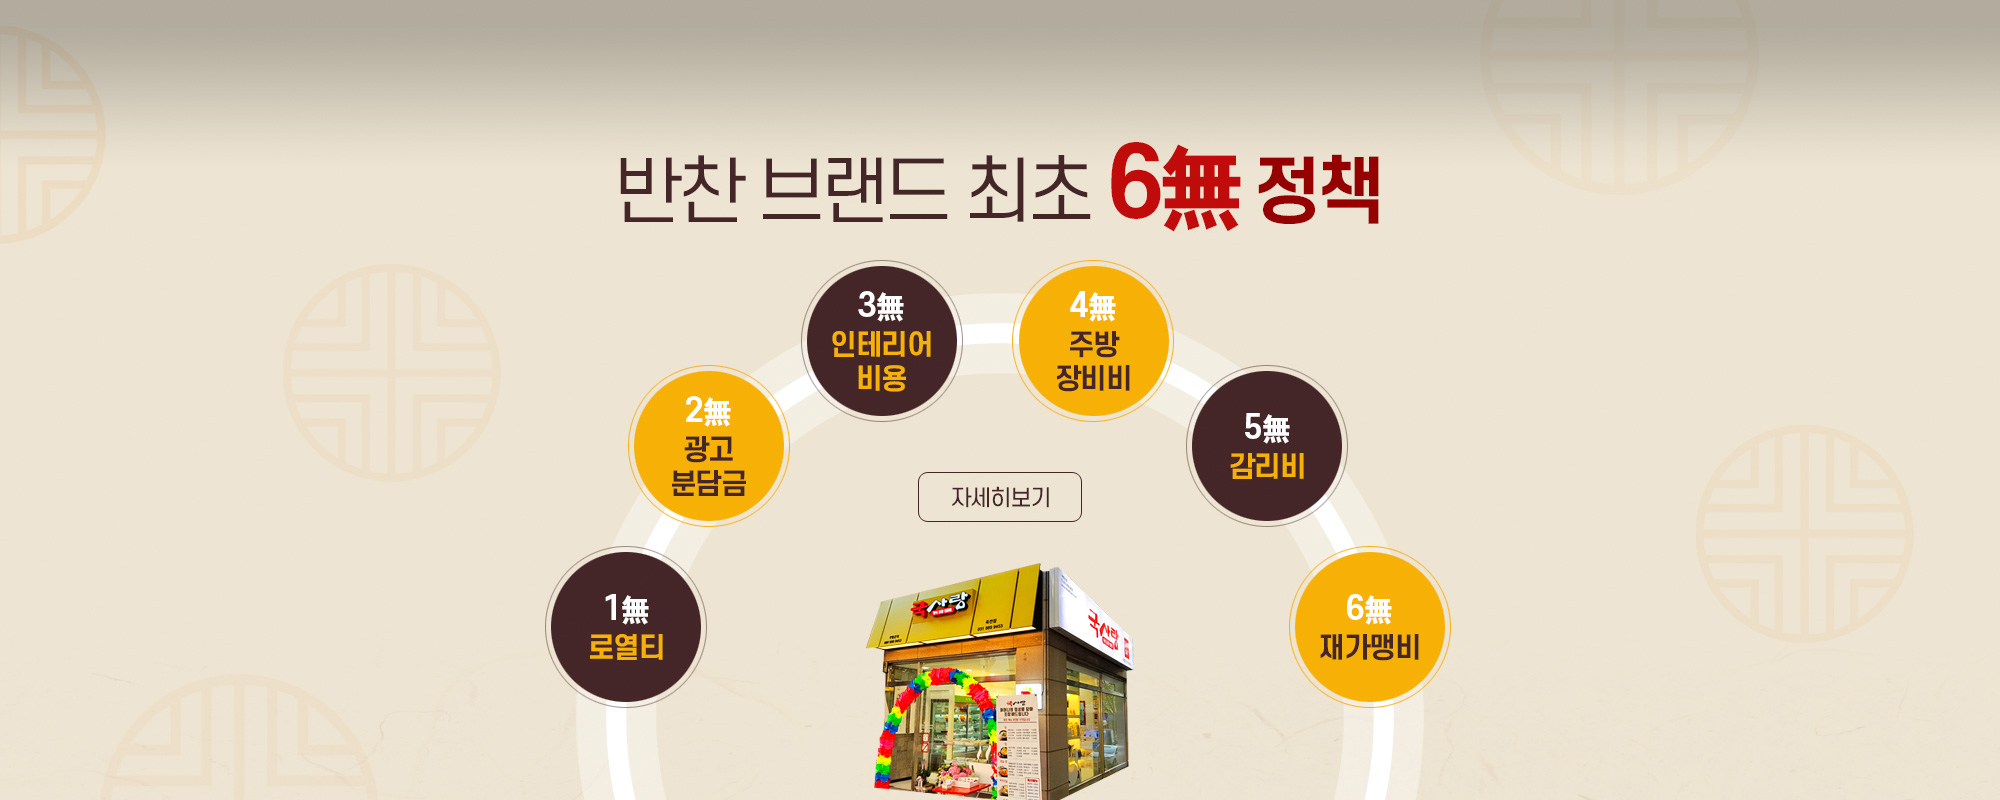 반찬 브랜드 최초 6無 정책
3無
인테리어
비용
4無
주방
장비비
2無
광고
분담금
5無
감리비
자세히보기
1無
로열티
6無
재가맹비
국사랑
국사랑
국사랑